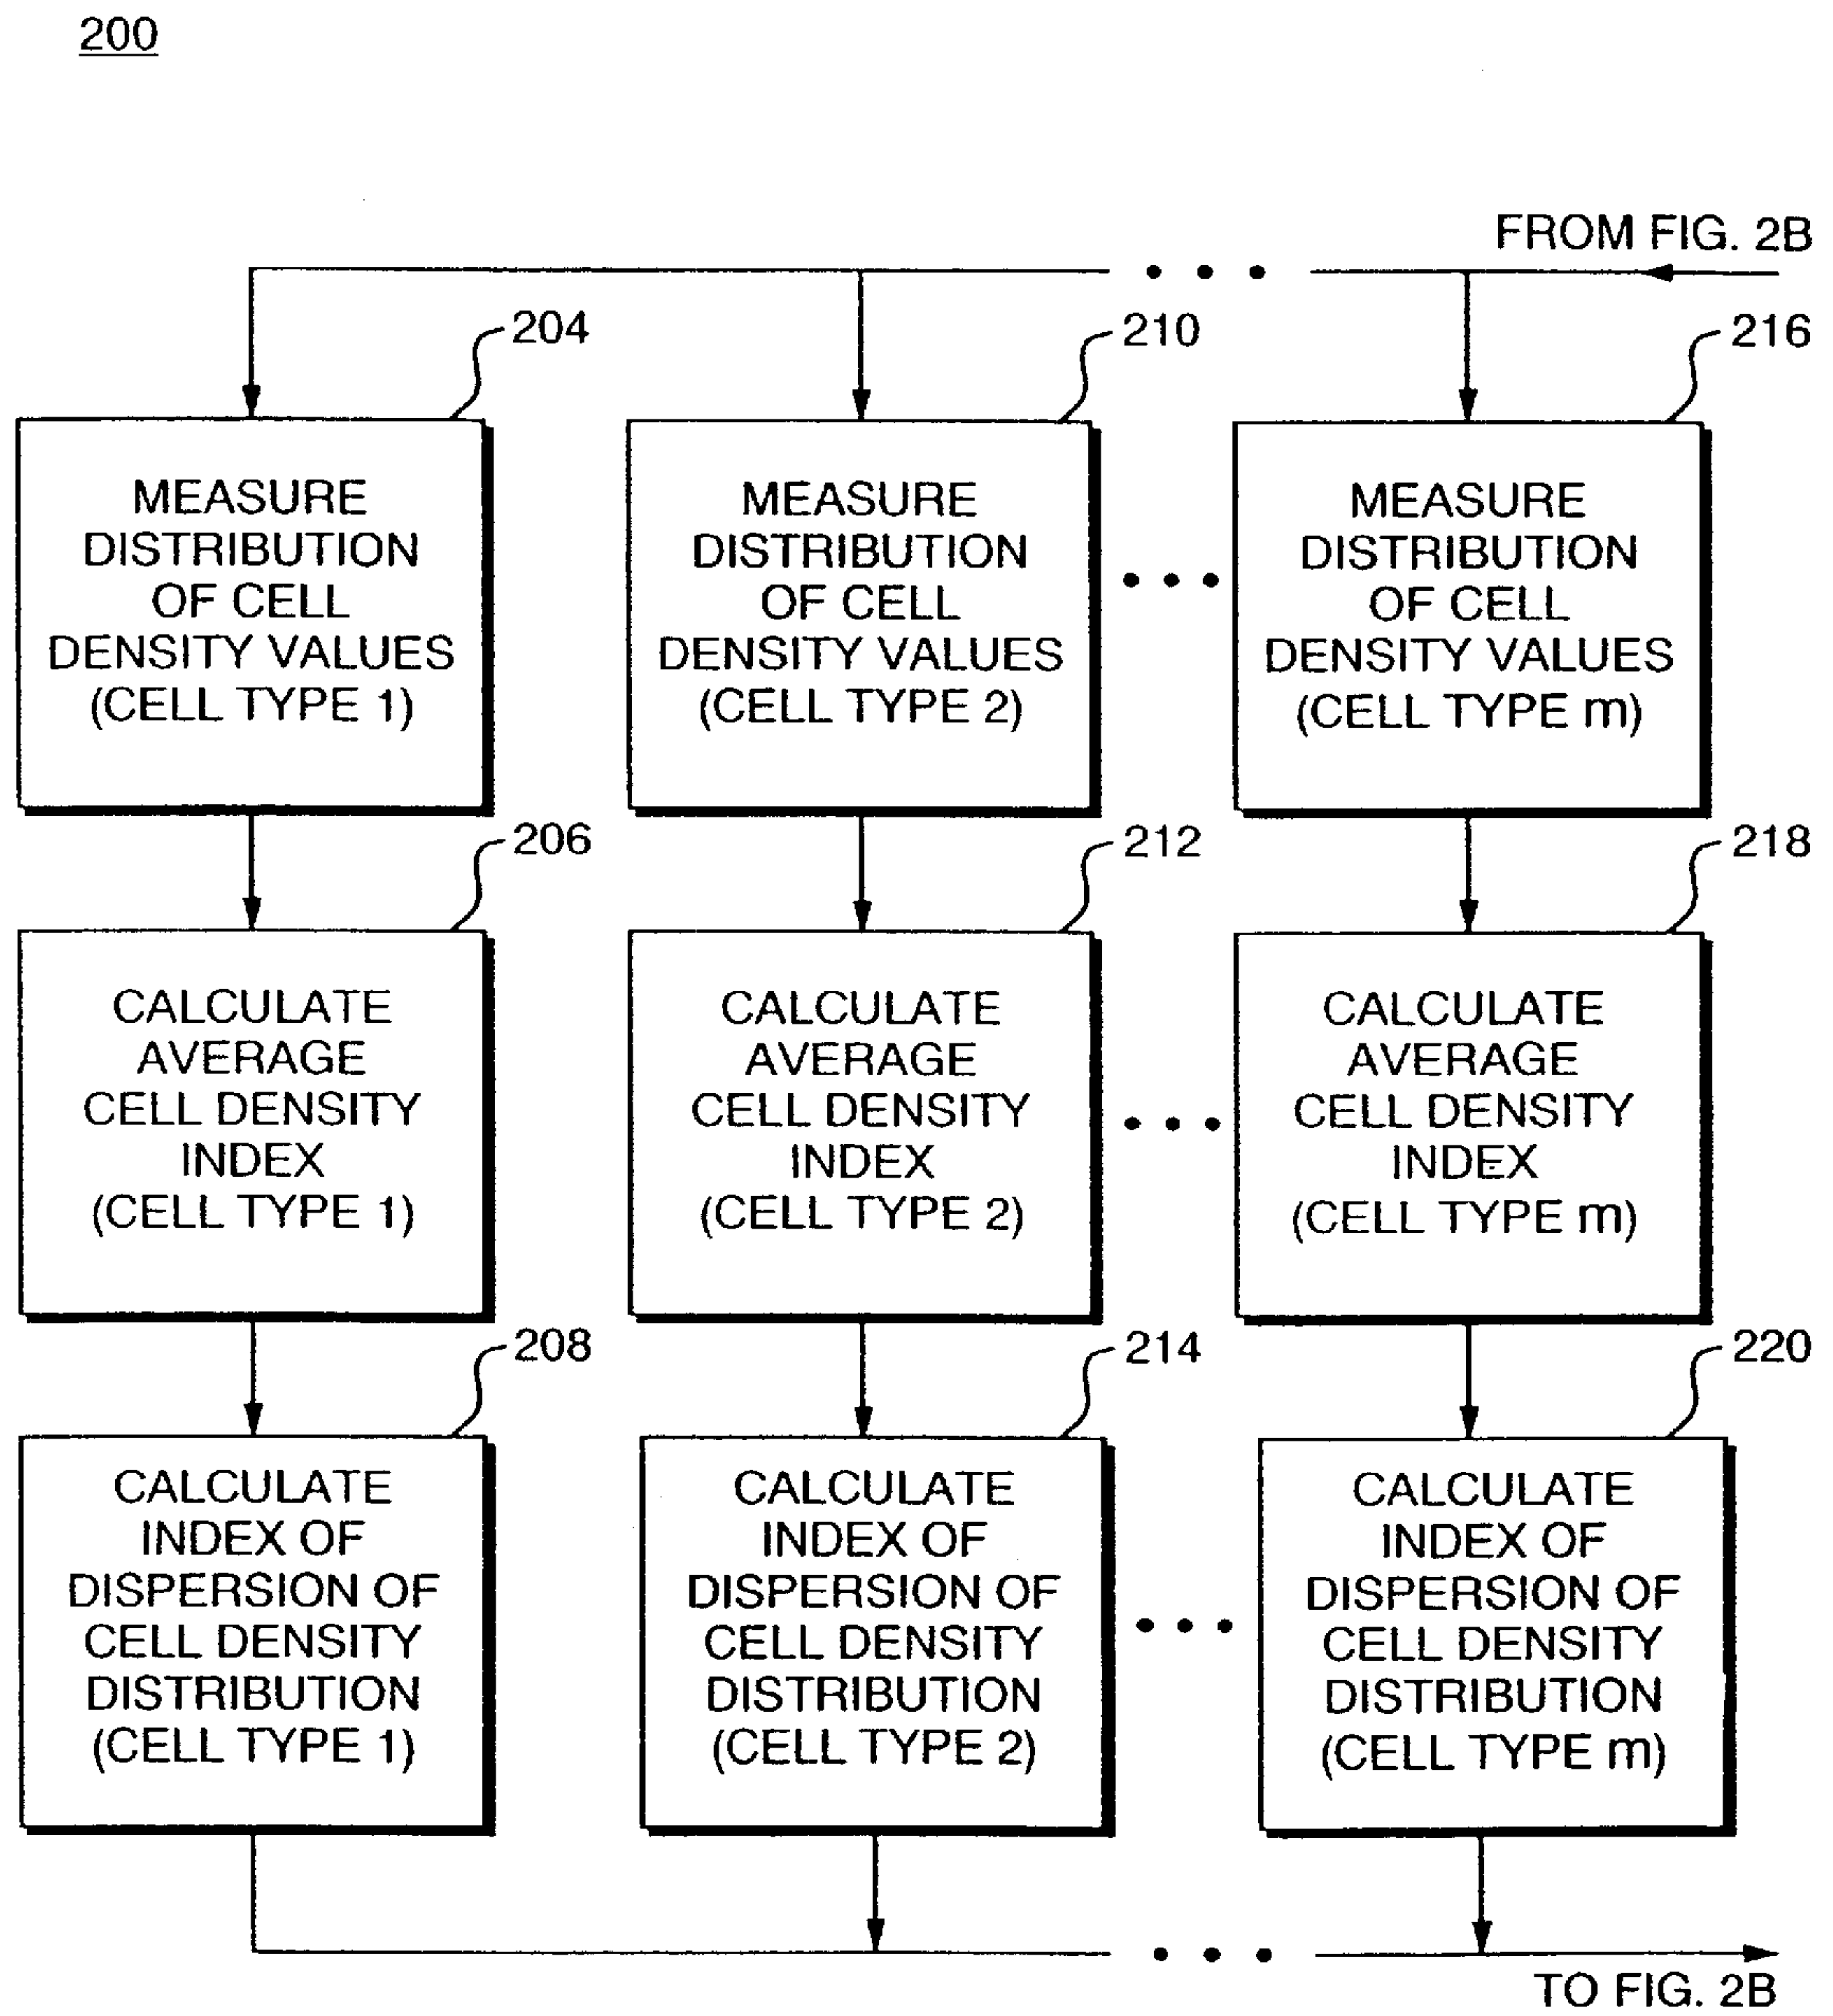 200
FROM FIG. 2B
204
210
216
MEASURE
DISTRIBUTION
OF CELL
DENSITY VALUES
(CELL TYPE 1)
MEASURE
DISTRIBUTION
OF CELL
DENSITY VALUES
(CELL TYPE 2)
MEASURE
DISTRIBUTION
OF CELL
DENSITY VALUES
(CELL TYPE m)
206
212
218
CALCULATE
AVERAGE
CELL DENSITY
INDEX
(CELL TYPE 1)
CALCULATE
AVERAGE
CELL DENSITY
INDEX
(CELL TYPE 2)
CALCULATE
AVERAGE
CELL DENSITY
INDEX
(CELL TYPE m)
208
214
220
CALCULATE
INDEX OF
DISPERSION OF
CELL DENSITY
DISTRIBUTION
(CELL TYPE 1)
CALCULATE
INDEX OF
DISPERSION OF
CELL DENSITY
DISTRIBUTION
(CELL TYPE 2)
CALCULATE
INDEX OF
DISPERSION OF
CELL DENSITY
DISTRIBUTION
(CELL TYPE m)
TO FIG. 2B